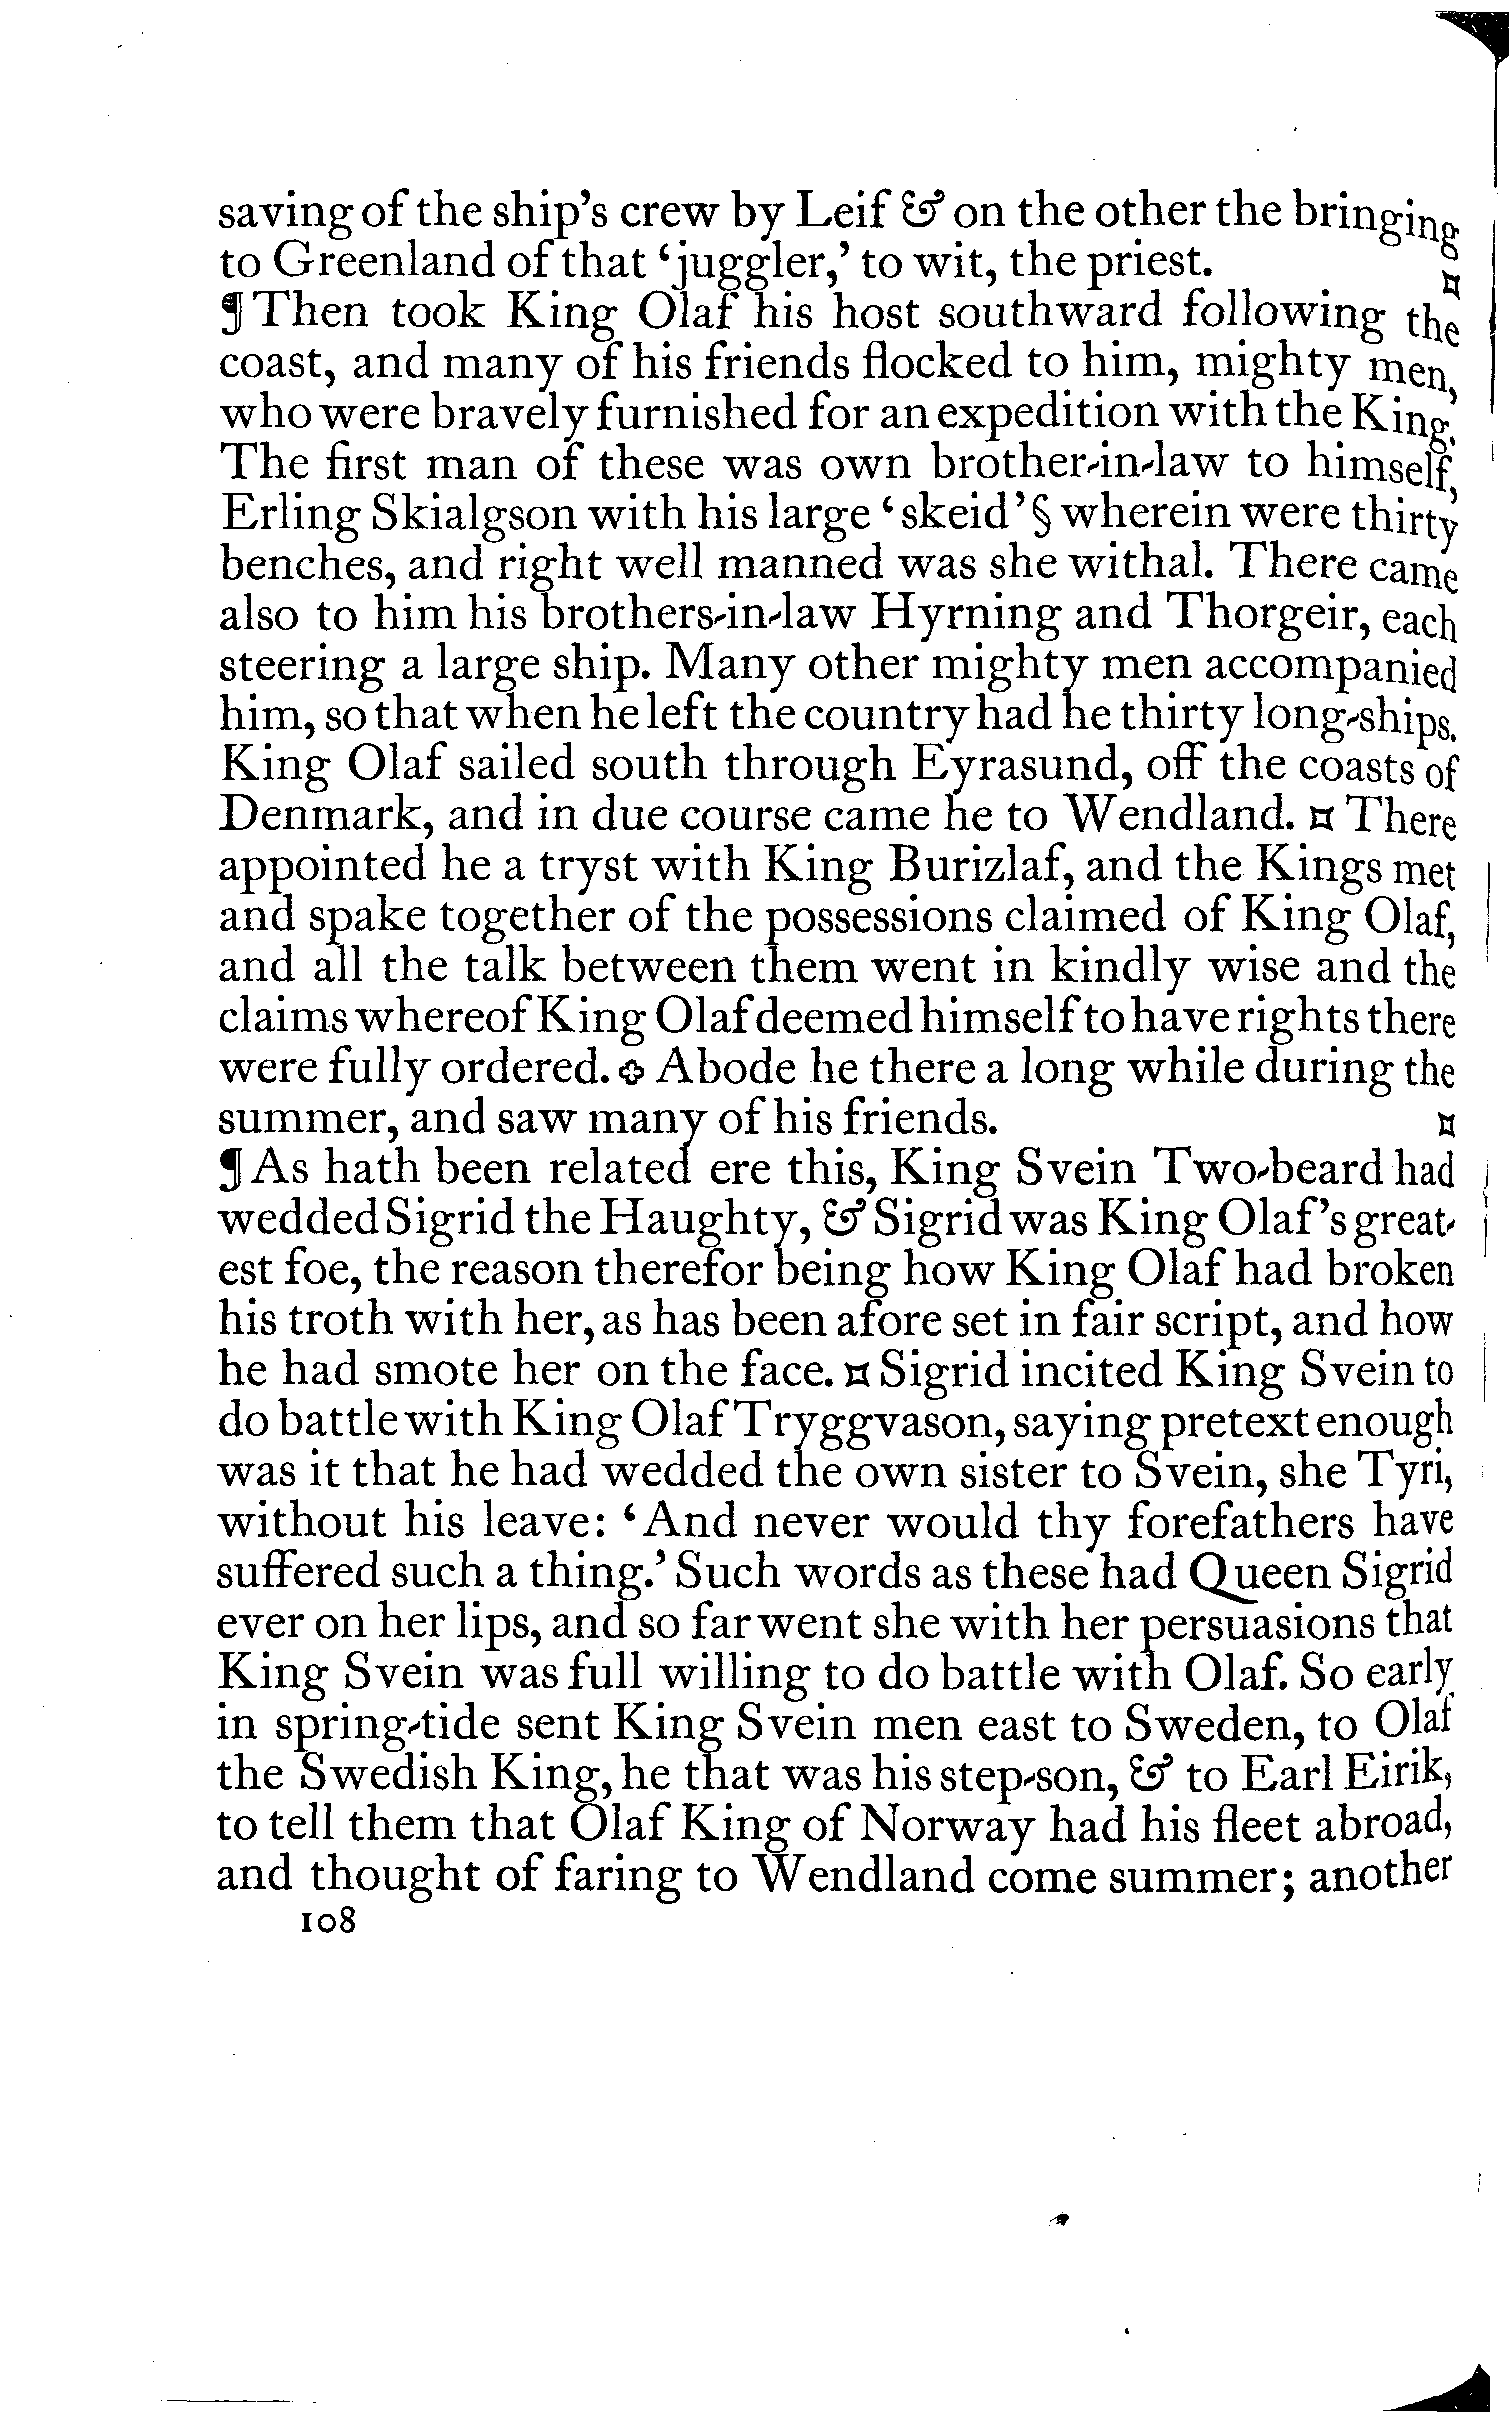 saving of the ship's crew by Leif & on the other the bringing
to Greenland of that ‘juggler,’ to wit, the priest. ¤
¶ Then took King Olaf his host southward following the
coast, and many of his friends flocked to him, mighty men,
who were bravely furnished for an expedition with the King.
The first man of these was own brother-in-law to himself,
Erling Skialgson with his large ‘skeid’§ wherein were thirty
benches, and right well manned was she withal. There came
also to him his brothers-in-law Hyrning and Thorgeir, each
steering a large ship. Many other mighty men accompanied
him, so that when he left the country had he thirty long-ships.
King Olaf sailed south through Eyrasund, off the coasts of
Denmark, and in due course came he to Wendland. ¤ There
appointed he a tryst with King Burizlaf, and the Kings met
and spake together of the possessions claimed of King Olaf,
and all the talk between them went in kindly wise and the
claims whereof King Olaf deemed himself to have rights there
were fully ordered. ✧ Abode he there a long while during the
summer, and saw many of his friends. ¤
¶ As hath been related ere this, King Svein Two-beard had
wedded Sigrid the Haughty, & Sigrid was King Olaf's great-
est foe, the reason therefor being how King Olaf had broken
his troth with her, as has been afore set in fair script, and how
he had smote her on the face. ¤ Sigrid incited King Svein to
do battle with King Olaf Tryggvason, saying pretext enough
was it that he had wedded the own sister to Svein, she Tyri,
without his leave: ‘And never would thy forefathers have
suffered such a thing.’ Such words as these had Queen Sigrid
ever on her lips, and so far went she with her persuasions that
King Svein was full willing to do battle with Olaf. So early
in spring-tide sent King Svein men east to Sweden, to Olaf
the Swedish King, he that was his step-son, & to Earl Eirik,
to tell them that Olaf King of Norway had his fleet abroad,
and thought of faring to Wendland come summer; another
108